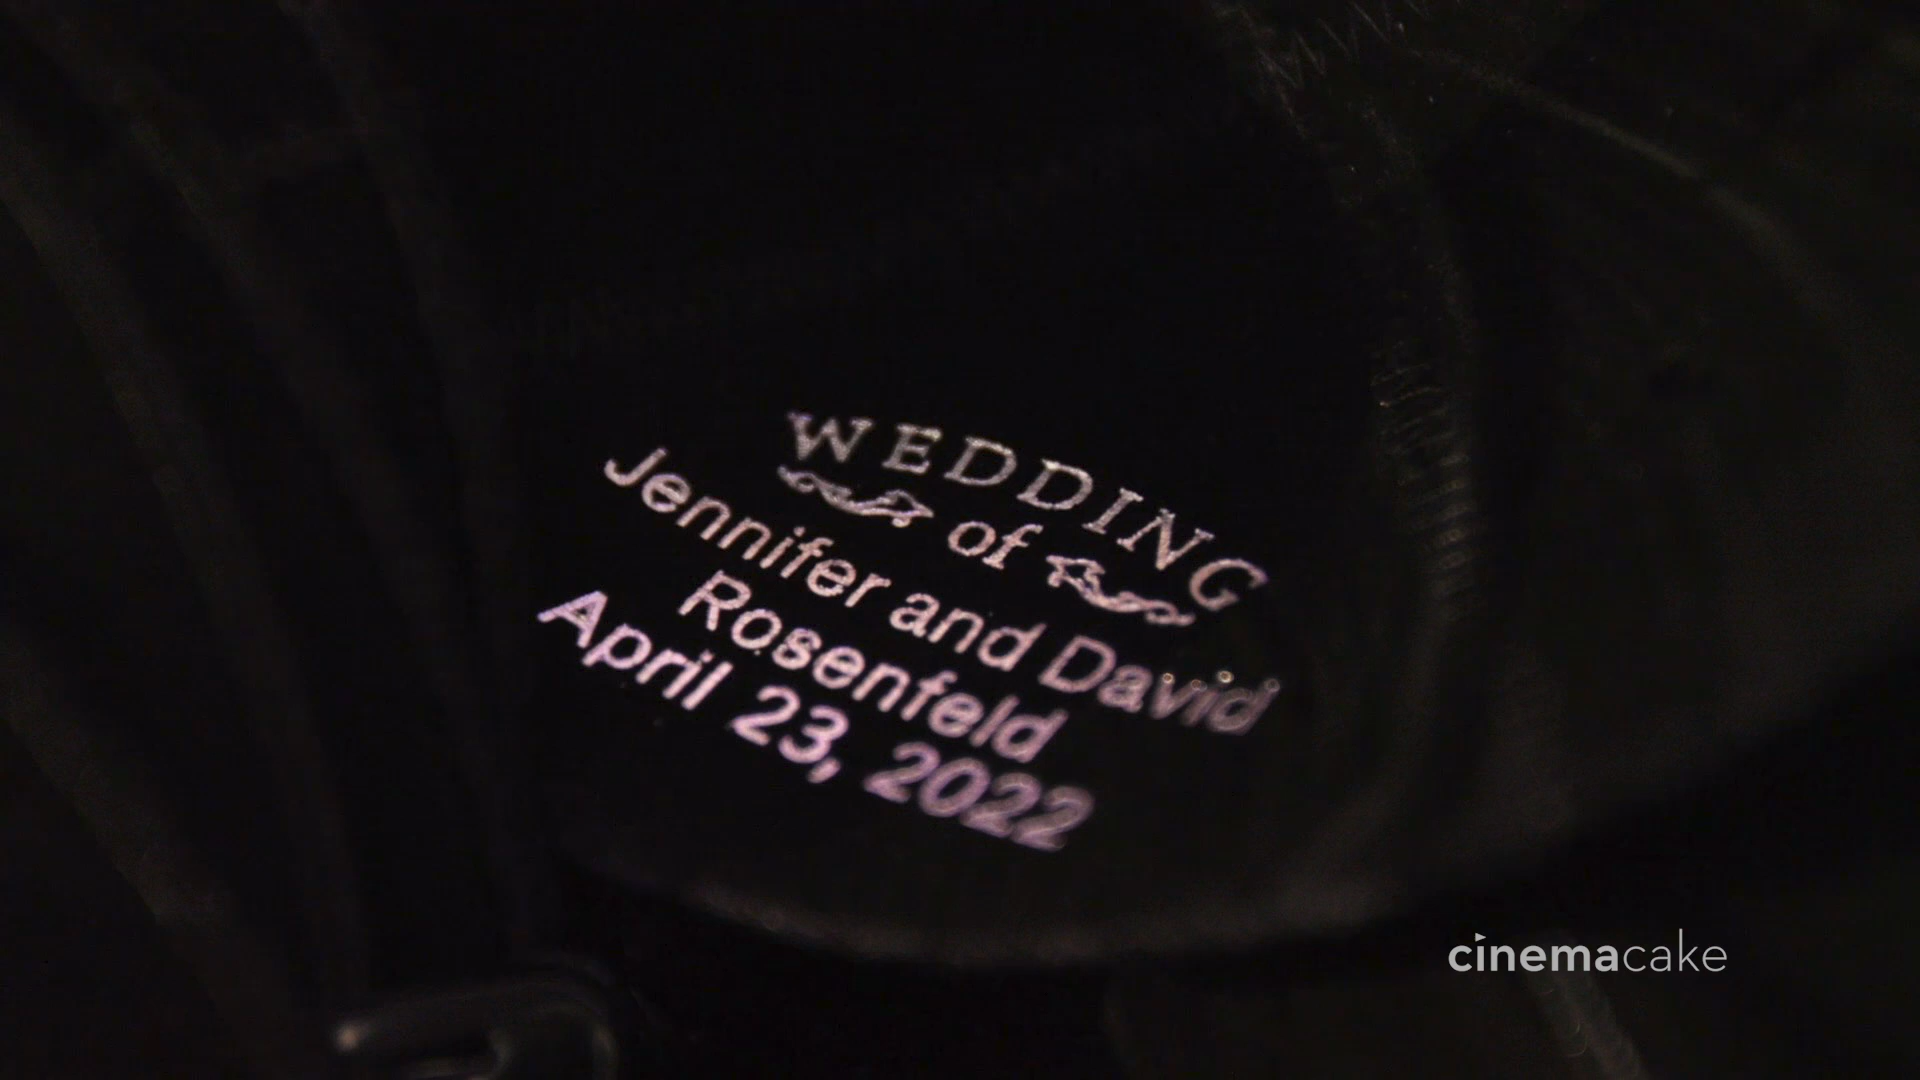 WEDDING
of
Jennifer and David
Rosenfeld
April 23, 2022
cinemacake